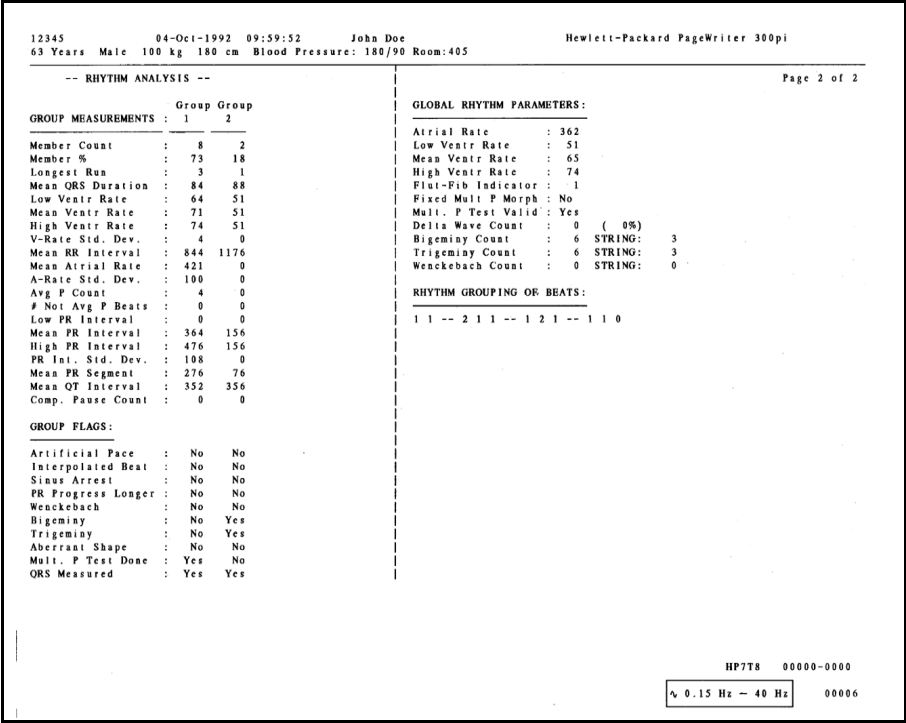 12345 04-Oct-1992 09:59:52 John Doe Hewlett-Packard PageWriter 300pi
63 Years Male 100 kg 180 cm Blood Pressure: 180/90 Room:405
-- RHYTHM ANALYSIS --
Page 2 of 2
Group Group
GROUP MEASUREMENTS : 1 2
Member Count : 8 2
Member % : 73 18
Longest Run : 3 1
Mean QRS Duration : 84 88
Low Ventr Rate : 64 51
Mean Ventr Rate : 71 51
High Ventr Rate : 74 51
V-Rate Std. Dev. : 4 0
Mean RR Interval : 844 1176
Mean Atrial Rate : 421 0
A-Rate Std. Dev. : 100 0
Avg P Count : 4 0
# Not Avg P Beats : 0 0
Low PR Interval : 0 0
Mean PR Interval : 364 156
High PR Interval : 476 156
PR Int. Std. Dev. : 108 0
Mean PR Segment : 276 76
Mean QT Interval : 352 356
Comp. Pause Count : 0 0
GROUP FLAGS:
Artificial Pace : No No
Interpolated Beat : No No
Sinus Arrest : No No
PR Progress Longer : No No
Wenckebach : No No
Bigeminy : No Yes
Trigeminy : No Yes
Aberrant Shape : No No
Mult. P Test Done : Yes No
QRS Measured : Yes Yes
GLOBAL RHYTHM PARAMETERS:
Atrial Rate : 362
Low Ventr Rate : 51
Mean Ventr Rate : 65
High Ventr Rate : 74
Flut-Fib Indicator : 1
Fixed Mult P Morph : No
Mult. P Test Valid : Yes
Delta Wave Count : 0 ( 0%)
Bigeminy Count : 6 STRING: 3
Trigeminy Count : 6 STRING: 3
Wenckebach Count : 0 STRING: 0
RHYTHM GROUPING OF BEATS:
1 1 -- 2 1 1 -- 1 2 1 -- 1 1 0
HP7T8 00000-0000
∿ 0.15 Hz – 40 Hz 00006